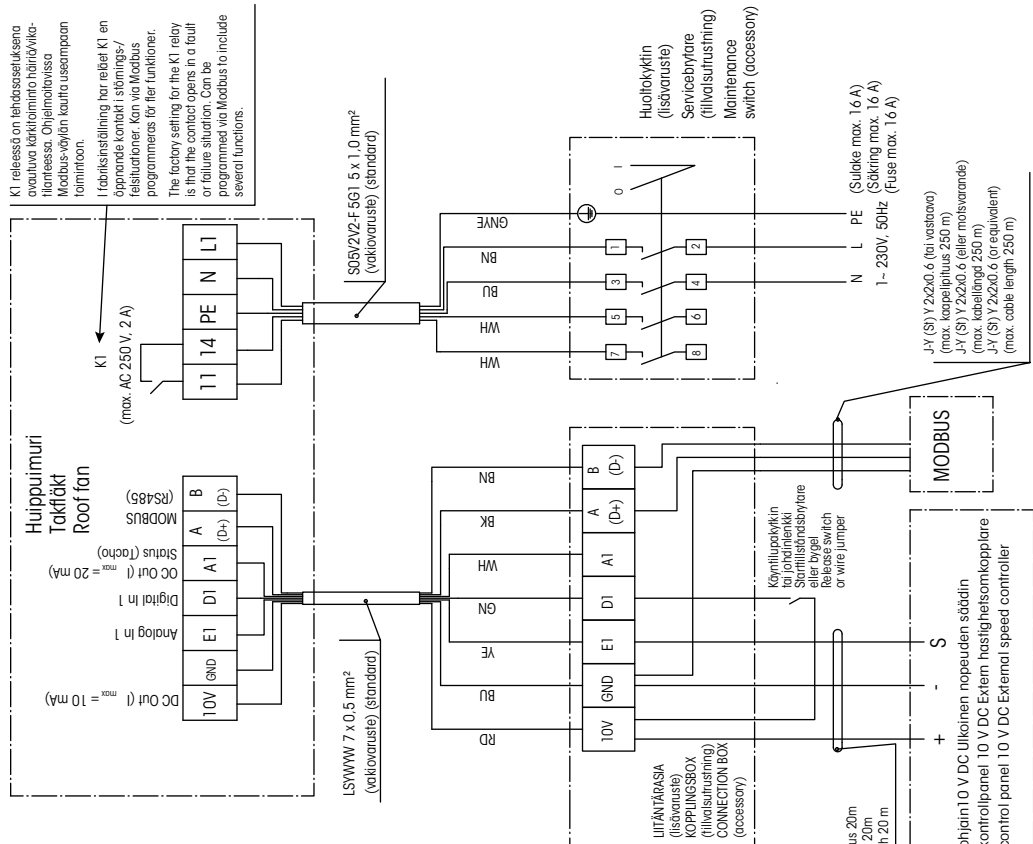 K1 releessä on tehdasasetuksena
avautuva kärkitoiminto häiriö/vika-
tilanteessa. Ohjelmoitavissa
Modbus-väylän kautta useampaan
toimintoon.
I fabriksinställning har reläet K1 en
öppnande kontakt i störnings-/
felsituationer. Kan via Modbus
programmeras för fler funktioner.
The factory setting for the K1 relay
is that the contact opens in a fault
or failure situation. Can be
programmed via Modbus to include
several functions.
Huippuimuri
Takfläkt
Roof fan
K1
(max. AC 250 V, 2 A)
11 14 PE N L1
DC Out (I max = 10 mA)
Analog In 1
Digital In 1
OC Out (I max = 20 mA)
Status (Tacho)
MODBUS
(RS485)
10V GND E1 D1 A1 A (D+) B (D-)
S05V2V2-F 5G1 5 x 1,0 mm²
(vakiovaruste) (standard)
WH WH BU BN GNYE
LSYWYW 7 x 0,5 mm²
(vakiovaruste) (standard)
RD BU YE GN WH BK BN
Huoltokytkin
(lisävaruste)
Servicebrytare
(tillvalsutrustning)
Maintenance
switch (accessory)
0 I
7 5 3 1
8 6 4 2
N L PE
1~ 230V, 50Hz
(Sulake max. 16 A)
(Säkring max. 16 A)
(Fuse max. 16 A)
10V GND E1 D1 A1 A (D+) B (D-)
LIITÄNTÄRASIA
(lisävaruste)
KOPPLINGSBOX
(tillvalsutrustning)
CONNECTION BOX
(accessory)
Käyntilupakytkin
tai johdinlenkki
Starttillståndsbrytare
eller bygel
Release switch
or wire jumper
J-Y (St) Y 2x2x0.6 (tai vastaava)
(max. kaapelipituus 250 m)
J-Y (St) Y 2x2x0.6 (eller motsvarande)
(max. kabellängd 250 m)
J-Y (St) Y 2x2x0.6 (or equivalent)
(max. cable length 250 m)
MODBUS
+ - S
10 V DC Ulkoinen nopeuden säädin
10 V DC Extern hastighetsomkopplare
control panel 10 V DC External speed controller
20m
20m
20 m